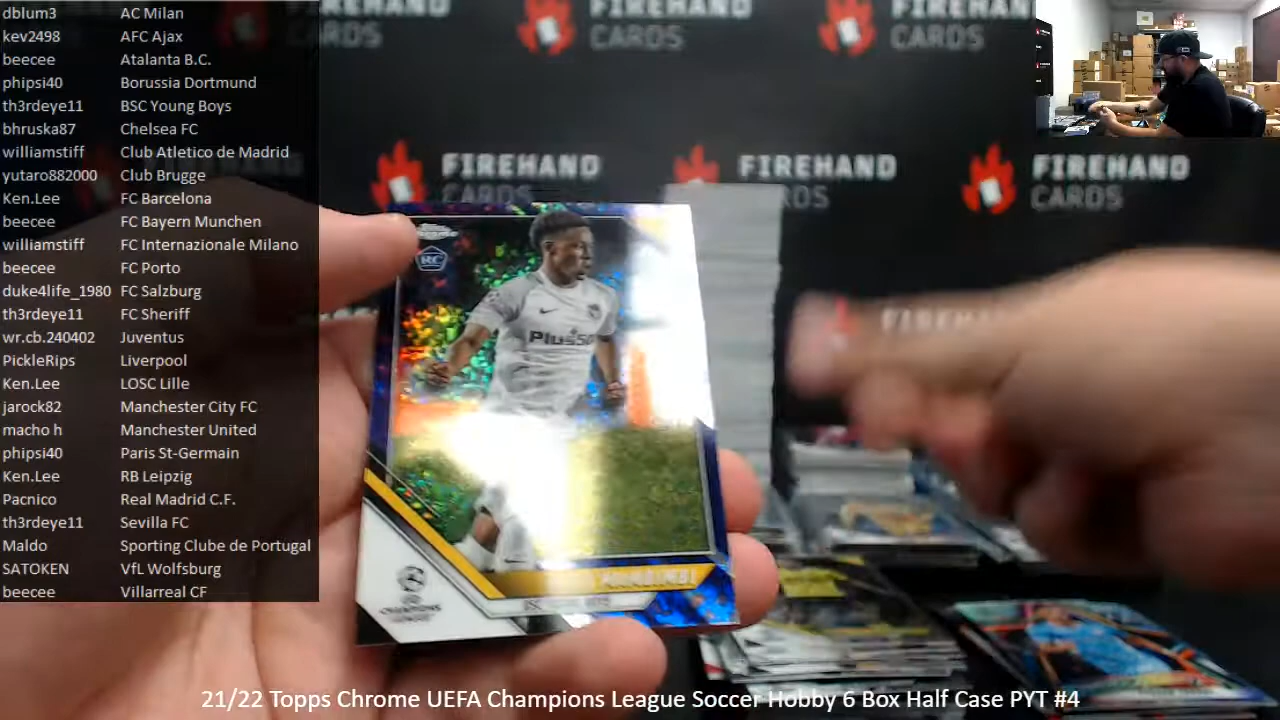 dblum3 AC Milan
kev2498 AFC Ajax
beecee Atalanta B.C.
phipsi40 Borussia Dortmund
th3rdeye11 BSC Young Boys
bhruska87 Chelsea FC
williamstiff Club Atletico de Madrid
yutaro882000 Club Brugge
Ken.Lee FC Barcelona
beecee FC Bayern Munchen
williamstiff FC Internazionale Milano
beecee FC Porto
duke4life_1980 FC Salzburg
th3rdeye11 FC Sheriff
wr.cb.240402 Juventus
PickleRips Liverpool
Ken.Lee LOSC Lille
jarock82 Manchester City FC
macho h Manchester United
phipsi40 Paris St-Germain
Ken.Lee RB Leipzig
Pacnico Real Madrid C.F.
th3rdeye11 Sevilla FC
Maldo Sporting Clube de Portugal
SATOKEN VfL Wolfsburg
beecee Villarreal CF
FIREHAND CARDS
FIREHAND CARDS
FIREHAND CARDS
FIREHAND CARDS
FIREHAND CARDS
FIREHAND CARDS
RC
21/22 Topps Chrome UEFA Champions League Soccer Hobby 6 Box Half Case PYT #4